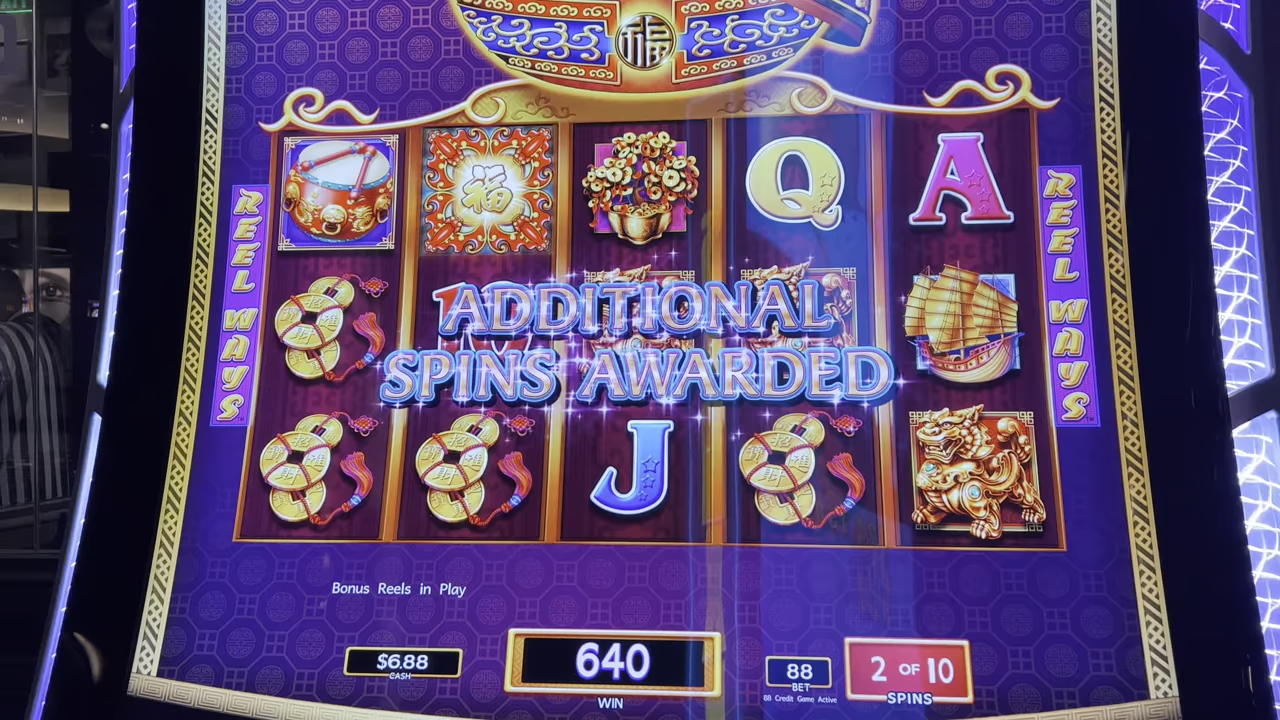 福
Q
A
REEL WAYS
REEL WAYS
ADDITIONAL
SPINS AWARDED
J
Bonus Reels in Play
$6.88
CASH
640
WIN
88
BET
88 Credit Game Active
2 OF 10
SPINS